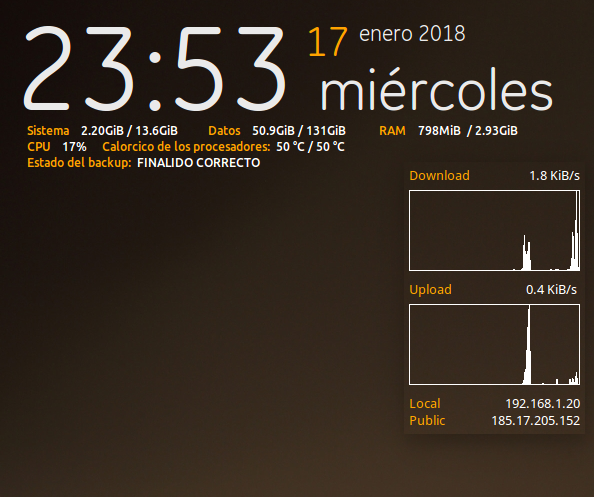 23:53 17 enero 2018
miércoles
Sistema 2.20GiB / 13.6GiB Datos 50.9GiB / 131GiB RAM 798MiB / 2.93GiB
CPU 17% Calorcico de los procesadores: 50 °C / 50 °C
Estado del backup: FINALIDO CORRECTO
Download 1.8 KiB/s
Upload 0.4 KiB/s
Local 192.168.1.20
Public 185.17.205.152